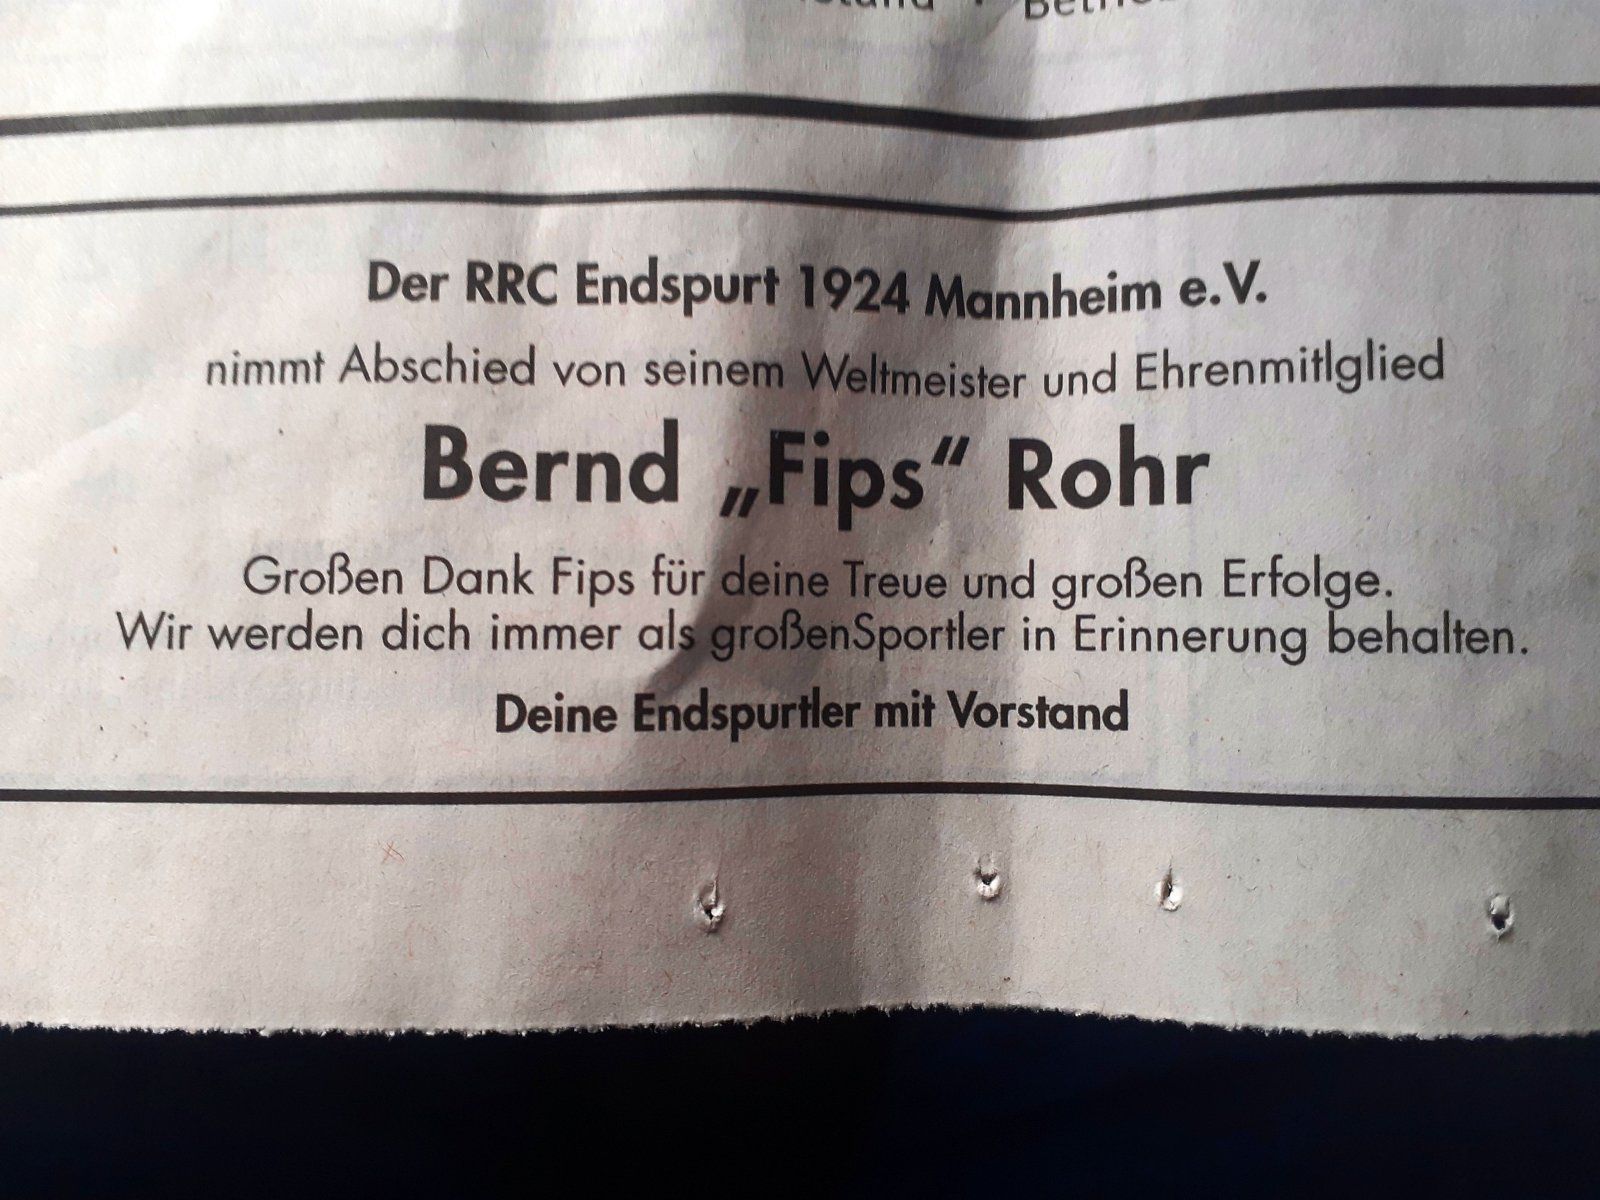 Der RRC Endspurt 1924 Mannheim e.V.
nimmt Abschied von seinem Weltmeister und Ehrenmitlglied
Bernd „Fips“ Rohr
Großen Dank Fips für deine Treue und großen Erfolge.
Wir werden dich immer als großenSportler in Erinnerung behalten.
Deine Endspurtler mit Vorstand